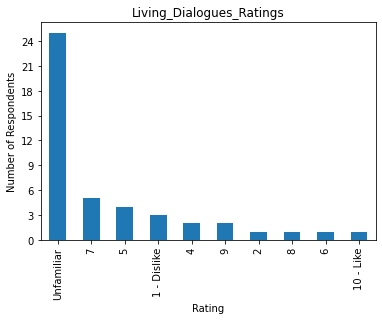 Living_Dialogues_Ratings
Number of Respondents
24
21
18
15
12
9
6
3
0
Unfamiliar
7
5
1 - Dislike
4
9
2
8
6
10 - Like
Rating